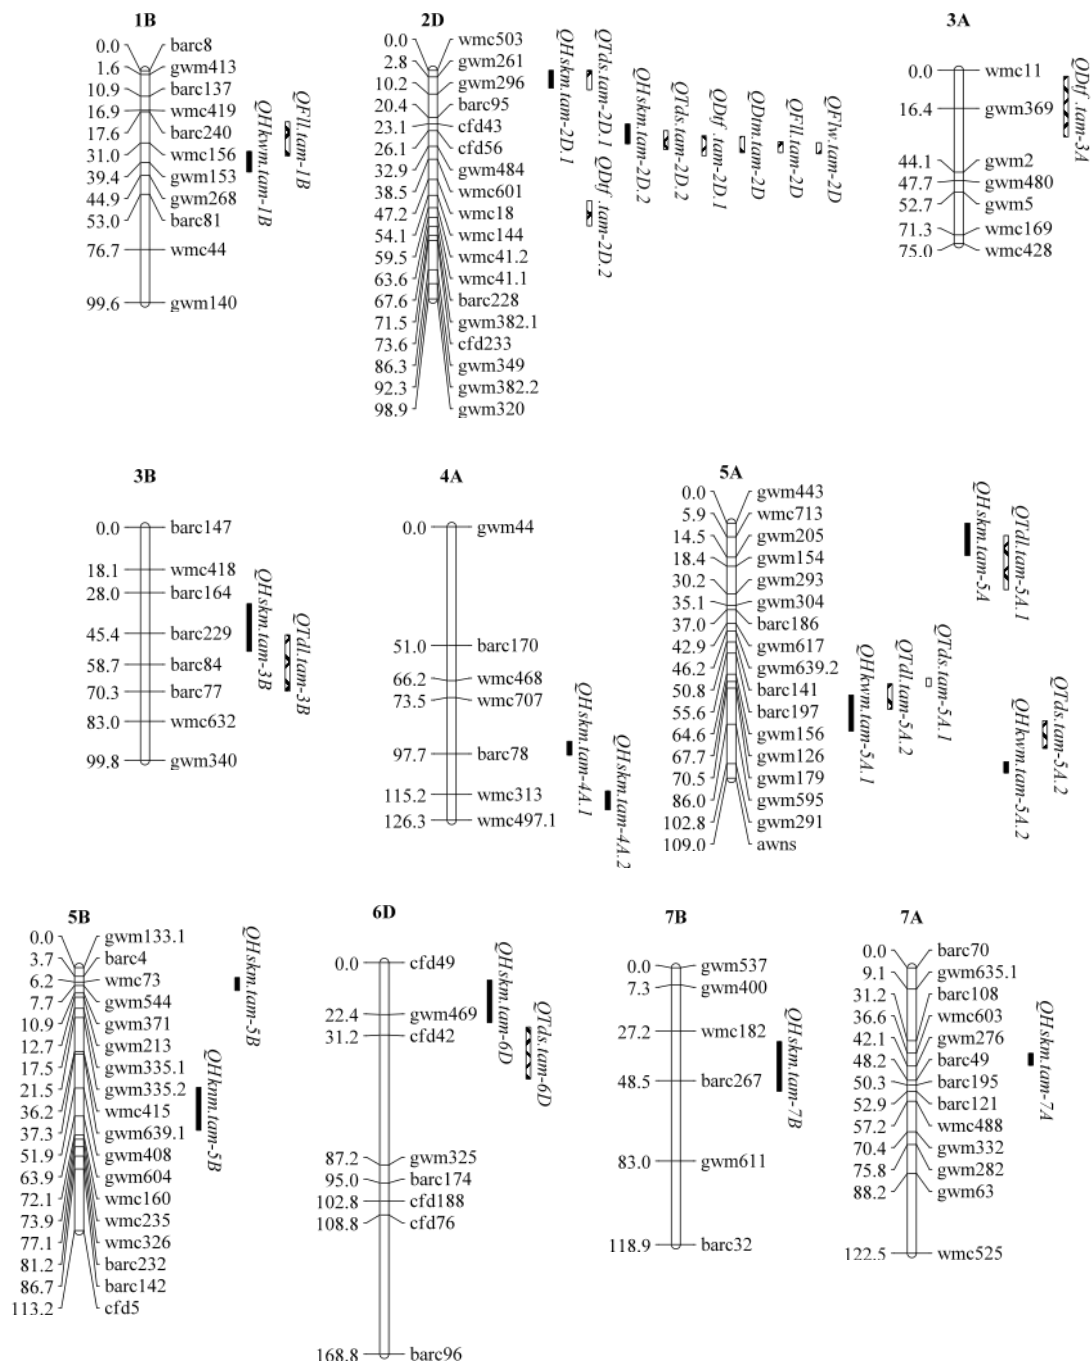 1B
0.0 barc8
1.6 gwm413
10.9 barc137
16.9 wmc419
17.6 barc240
31.0 wmc156
39.4 gwm153
44.9 gwm268
53.0 barc81
76.7 wmc44
99.6 gwm140
QHkwm.tam-1B
QFll.tam-1B
2D
0.0 wmc503
2.8 gwm261
10.2 gwm296
20.4 barc95
23.1 cfd43
26.1 cfd56
32.9 gwm484
38.5 wmc601
47.2 wmc18
54.1 wmc144
59.5 wmc41.2
63.6 wmc41.1
67.6 barc228
71.5 gwm382.1
73.6 cfd233
86.3 gwm349
92.3 gwm382.2
98.9 gwm320
QHskm.tam-2D.1
QTds.tam-2D.1
QDtf .tam-2D.2
QHskm.tam-2D.2
QTds.tam-2D.2
QDtf .tam-2D.1
QDtm.tam-2D
QFll.tam-2D
QFlw.tam-2D
3A
0.0 wmc11
16.4 gwm369
44.1 gwm2
47.7 gwm480
52.7 gwm5
71.3 wmc169
75.0 wmc428
QDtf .tam-3A
3B
0.0 barc147
18.1 wmc418
28.0 barc164
45.4 barc229
58.7 barc84
70.3 barc77
83.0 wmc632
99.8 gwm340
QHskm.tam-3B
QTdl.tam-3B
4A
0.0 gwm44
51.0 barc170
66.2 wmc468
73.5 wmc707
97.7 barc78
115.2 wmc313
126.3 wmc497.1
QHskm.tam-4A.1
QHskm.tam-4A.2
5A
0.0 gwm443
5.9 wmc713
14.5 gwm205
18.4 gwm154
30.2 gwm293
35.1 gwm304
37.0 barc186
42.9 gwm617
46.2 gwm639.2
50.8 barc141
55.6 barc197
64.6 gwm156
67.7 gwm126
70.5 gwm179
86.0 gwm595
102.8 gwm291
109.0 awns
QHkwm.tam-5A.1
QTdl.tam-5A.2
QTds.tam-5A.1
QHskm.tam-5A
QTdl.tam-5A.1
QHkwm.tam-5A.2
QTds.tam-5A.2
5B
0.0 gwm133.1
3.7 barc4
6.2 wmc73
7.7 gwm544
10.9 gwm371
12.7 gwm213
17.5 gwm335.1
21.5 gwm335.2
36.2 wmc415
37.3 gwm639.1
51.9 gwm408
63.9 gwm604
72.1 wmc160
73.9 wmc235
77.1 wmc326
81.2 barc232
86.7 barc142
113.2 cfd5
QHknm.tam-5B
QHskm.tam-5B
6D
0.0 cfd49
22.4 gwm469
31.2 cfd42
87.2 gwm325
95.0 barc174
102.8 cfd188
108.8 cfd76
168.8 barc96
QHskm.tam-6D
QTds.tam-6D
7B
0.0 gwm537
7.3 gwm400
27.2 wmc182
48.5 barc267
83.0 gwm611
118.9 barc32
QHskm.tam-7B
7A
0.0 barc70
9.1 gwm635.1
31.2 barc108
36.6 wmc603
42.1 gwm276
48.2 barc49
50.3 barc195
52.9 barc121
57.2 wmc488
70.4 gwm332
75.8 gwm282
88.2 gwm63
122.5 wmc525
QHskm.tam-7A